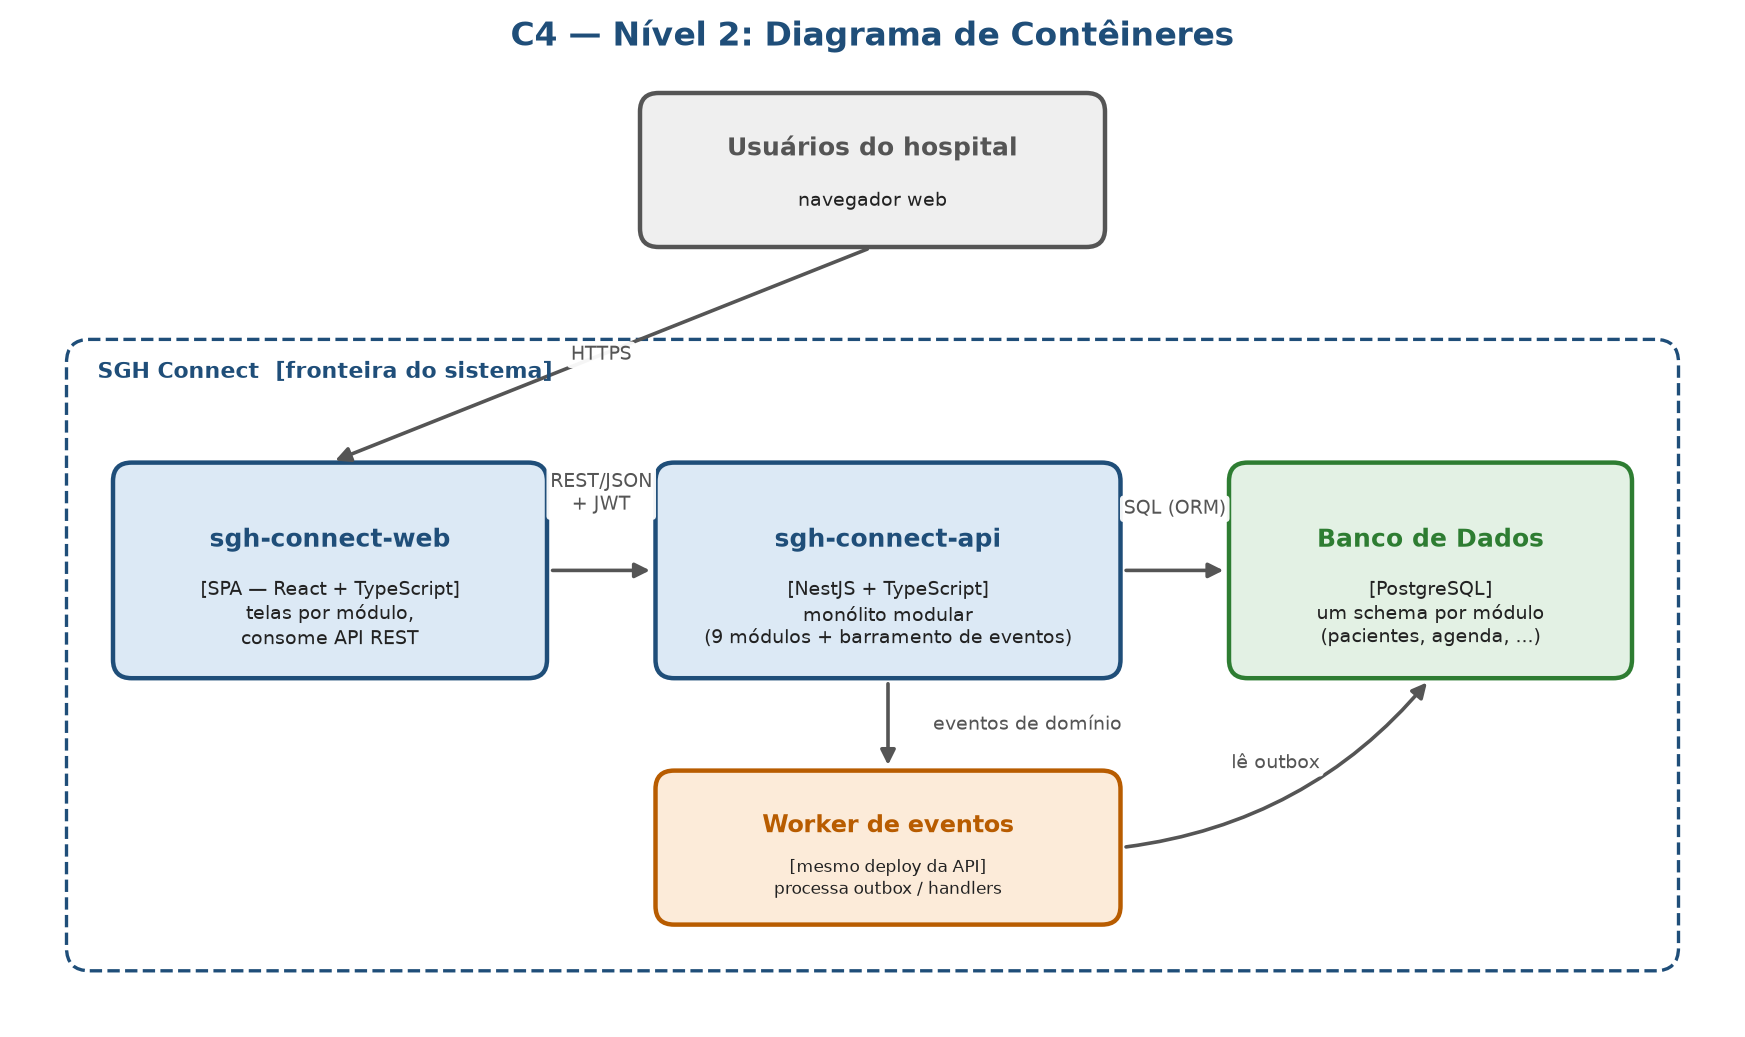 C4 — Nível 2: Diagrama de Contêineres
Usuários do hospital
navegador web
HTTPS
SGH Connect  [fronteira do sistema]
sgh-connect-web
[SPA — React + TypeScript]
telas por módulo,
consome API REST
REST/JSON
+ JWT
sgh-connect-api
[NestJS + TypeScript]
monólito modular
(9 módulos + barramento de eventos)
SQL (ORM)
Banco de Dados
[PostgreSQL]
um schema por módulo
(pacientes, agenda, ...)
eventos de domínio
lê outbox
Worker de eventos
[mesmo deploy da API]
processa outbox / handlers